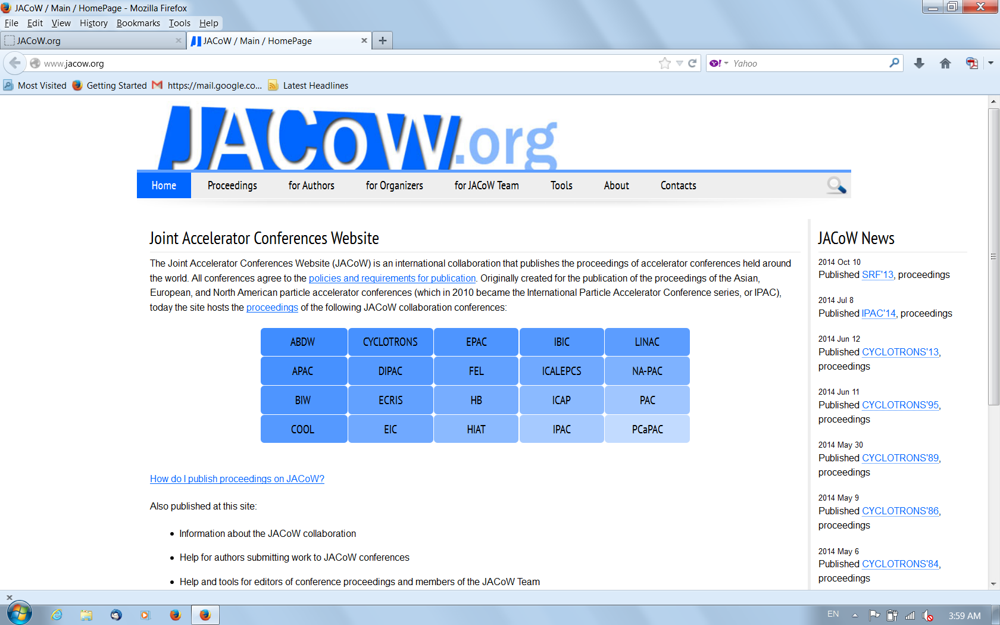 JACoW / Main / HomePage - Mozilla Firefox
File Edit View History Bookmarks Tools Help
JACoW.org
JACoW / Main / HomePage
www.jacow.org
Yahoo
Most Visited Getting Started https://mail.google.co... Latest Headlines
JACoW.org
Home Proceedings for Authors for Organizers for JACoW Team Tools About Contacts
Joint Accelerator Conferences Website
The Joint Accelerator Conferences Website (JACoW) is an international collaboration that publishes the proceedings of accelerator conferences held around
the world. All conferences agree to the policies and requirements for publication. Originally created for the publication of the proceedings of the Asian,
European, and North American particle accelerator conferences (which in 2010 became the International Particle Accelerator Conference series, or IPAC),
today the site hosts the proceedings of the following JACoW collaboration conferences:
ABDW CYCLOTRONS EPAC IBIC LINAC
APAC DIPAC FEL ICALEPCS NA-PAC
BIW ECRIS HB ICAP PAC
COOL EIC HIAT IPAC PCaPAC
How do I publish proceedings on JACoW?
Also published at this site:
• Information about the JACoW collaboration
• Help for authors submitting work to JACoW conferences
• Help and tools for editors of conference proceedings and members of the JACoW Team
JACoW News
2014 Oct 10
Published SRF'13, proceedings
2014 Jul 8
Published IPAC'14, proceedings
2014 Jun 12
Published CYCLOTRONS'13,
proceedings
2014 Jun 11
Published CYCLOTRONS'95,
proceedings
2014 May 30
Published CYCLOTRONS'89,
proceedings
2014 May 9
Published CYCLOTRONS'86,
proceedings
2014 May 6
Published CYCLOTRONS'84,
proceedings
EN
3:59 AM